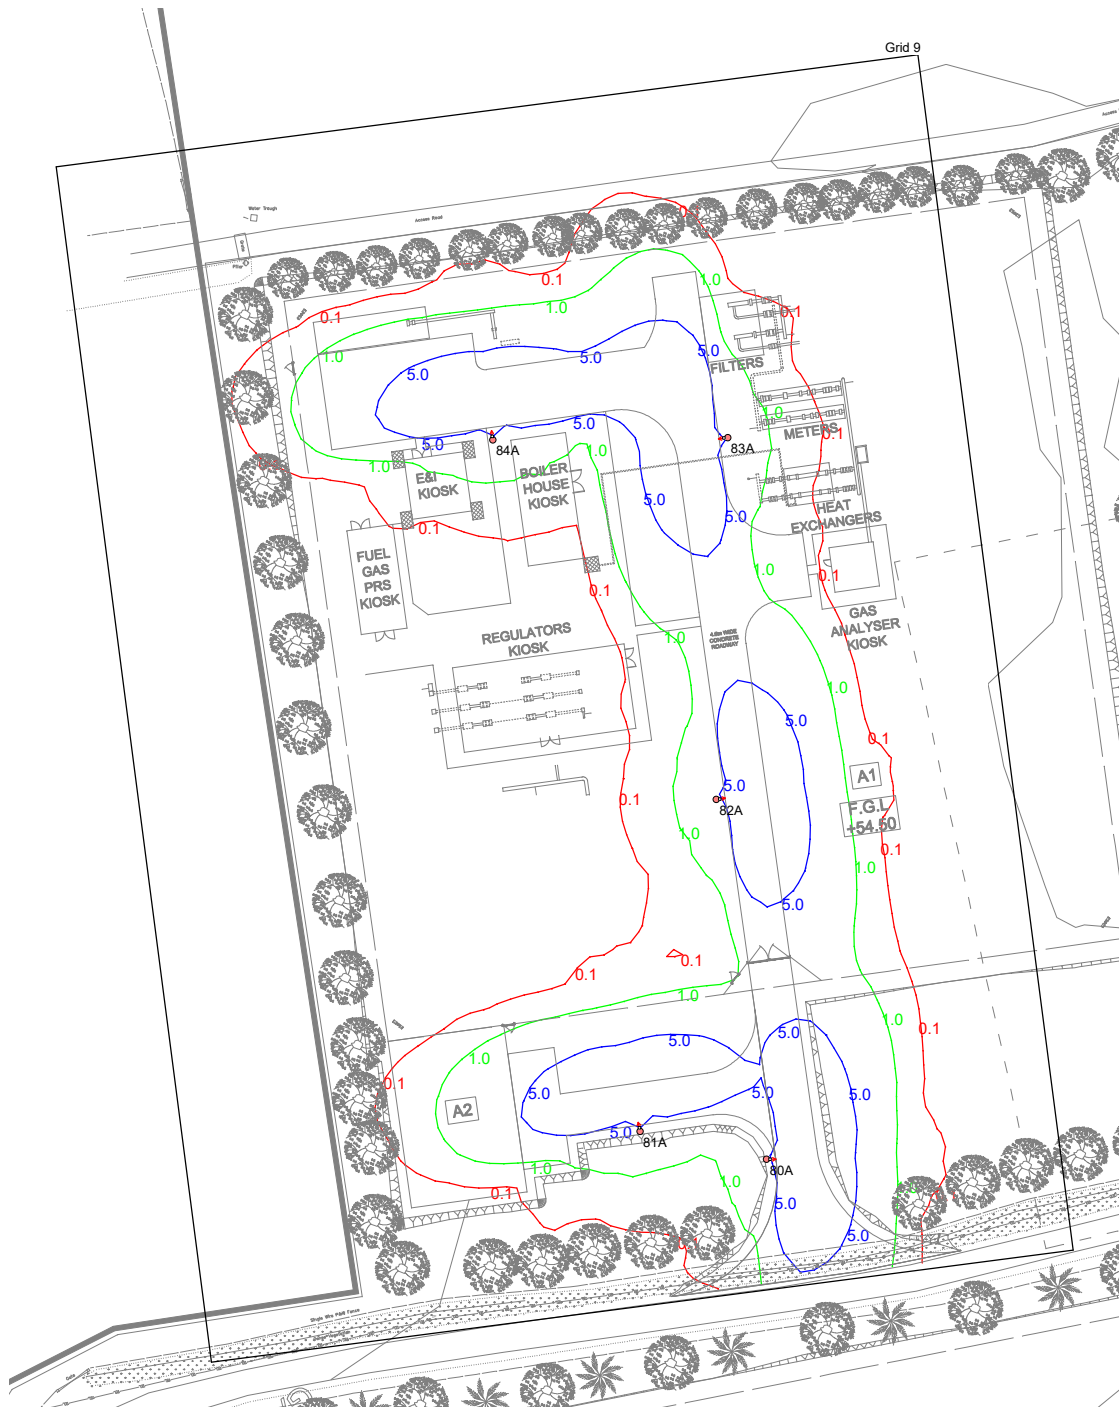 Grid 9
Access Road
Water Trough
Access Road
0.1
1.0
0.1
1.0
0.1
0.1
1.0
5.0
5.0
5.0
FILTERS
1.0
5.0
5.0
METERS
0.1
1.0
84A
83A
1.0
E&I
KIOSK
BOILER
HOUSE
KIOSK
5.0
5.0
HEAT
EXCHANGERS
0.1
FUEL
GAS
PRS
KIOSK
1.0
0.1
0.1
GAS
ANALYSER
KIOSK
REGULATORS
KIOSK
1.0
4.0m WIDE
CONCRETE
ROADWAY
1.0
5.0
0.1
A1
5.0
0.1
82A
F.G.L
+54.50
1.0
0.1
1.0
5.0
0.1
0.1
1.0
1.0
0.1
5.0
5.0
1.0
0.1
5.0
5.0
5.0
A2
5.0
81A
1.0
80A
1.0
0.1
5.0
5.0